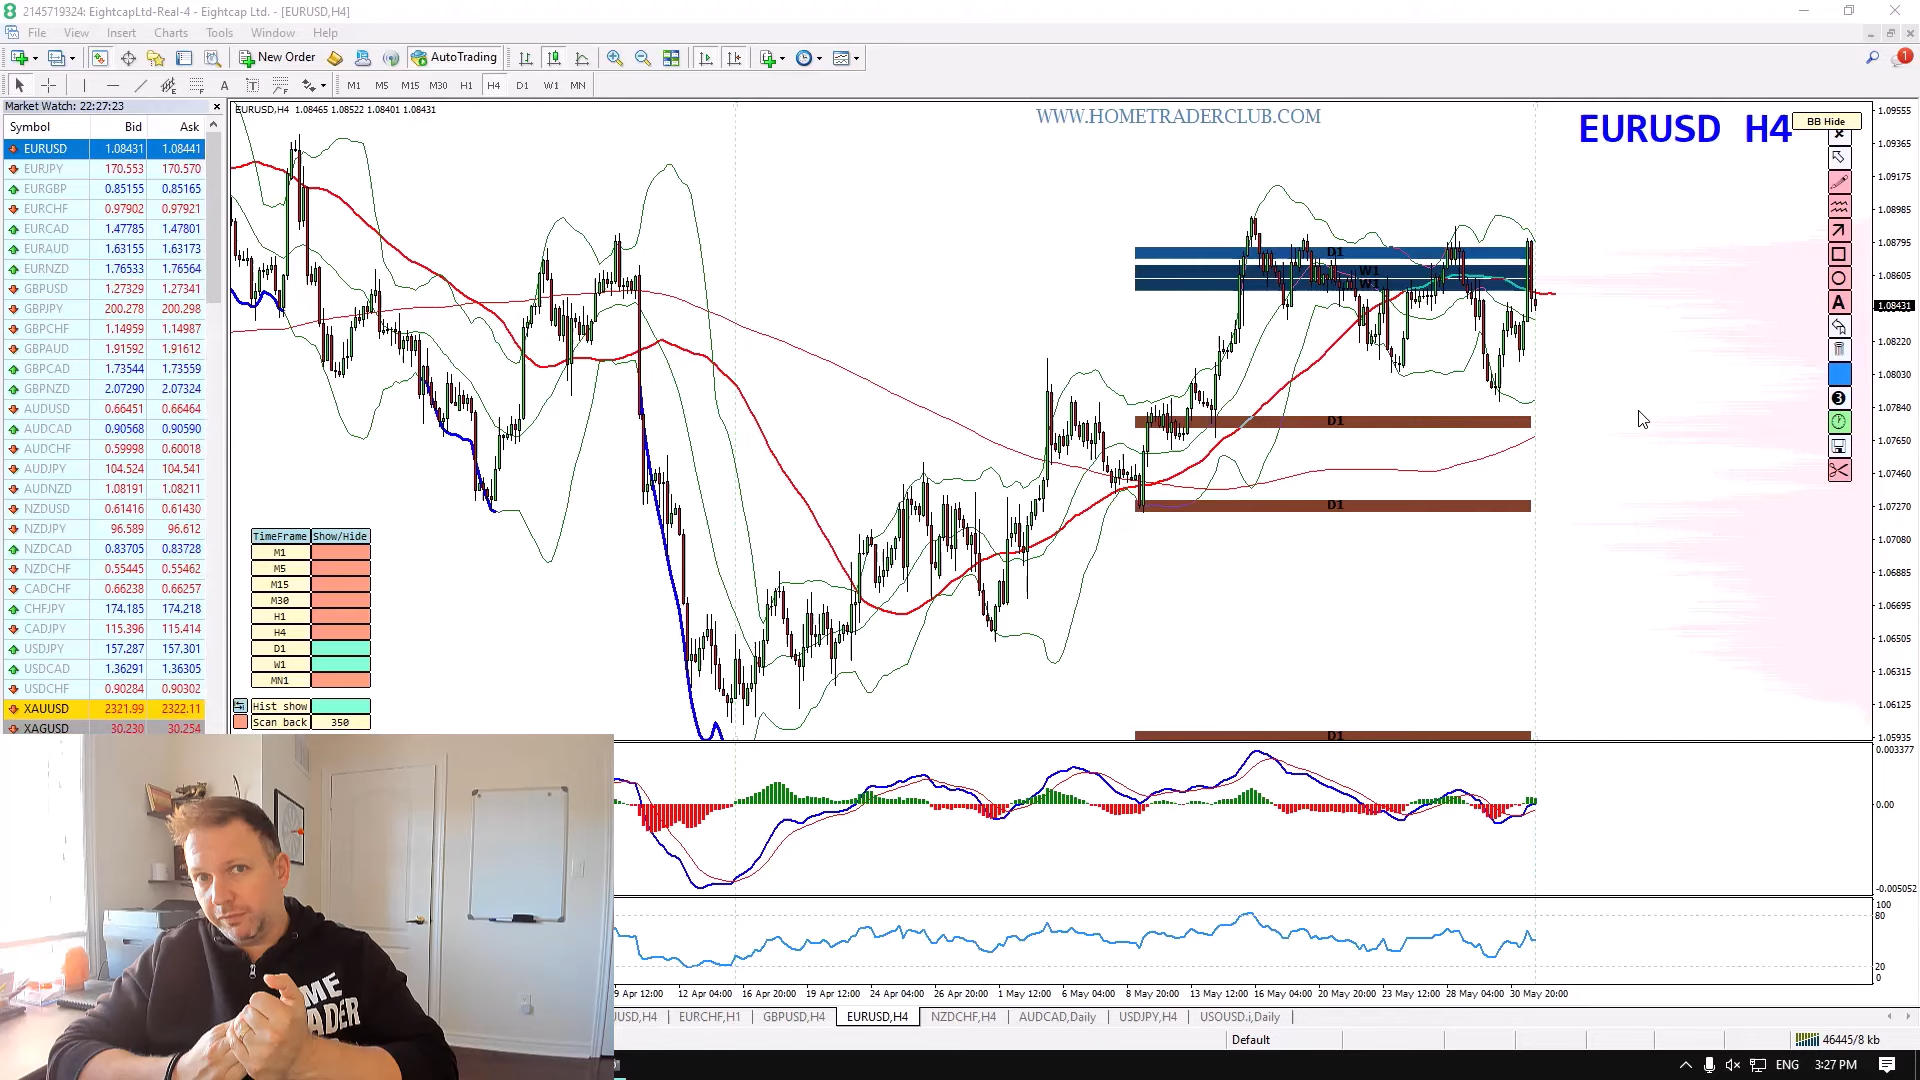 2145719324: EightcapLtd-Real-4 - Eightcap Ltd. - [EURUSD,H4]
File View Insert Charts Tools Window Help
New Order AutoTrading
A T M1 M5 M15 M30 H1 H4 D1 W1 MN
Market Watch: 22:27:23
Symbol Bid Ask
EURUSD 1.08431 1.08441
EURJPY 170.553 170.570
EURGBP 0.85155 0.85165
EURCHF 0.97902 0.97921
EURCAD 1.47785 1.47801
EURAUD 1.63155 1.63173
EURNZD 1.76533 1.76564
GBPUSD 1.27329 1.27341
GBPJPY 200.278 200.298
GBPCHF 1.14959 1.14987
GBPAUD 1.91592 1.91612
GBPCAD 1.73544 1.73559
GBPNZD 2.07290 2.07324
AUDUSD 0.66451 0.66464
AUDCAD 0.90568 0.90590
AUDCHF 0.59998 0.60018
AUDJPY 104.524 104.541
AUDNZD 1.08191 1.08211
NZDUSD 0.61416 0.61430
NZDJPY 96.589 96.612
NZDCAD 0.83705 0.83728
NZDCHF 0.55445 0.55462
CADCHF 0.66238 0.66257
CHFJPY 174.185 174.218
CADJPY 115.396 115.414
USDJPY 157.287 157.301
USDCAD 1.36291 1.36305
USDCHF 0.90284 0.90302
XAUUSD 2321.99 2322.11
XAGUSD 30.230 30.254
EURUSD,H4 1.08465 1.08522 1.08401 1.08431
WWW.HOMETRADERCLUB.COM
EURUSD H4
BB Hide
D1
W1
W1
D1
D1
D1
A
3
TimeFrame Show/Hide
M1
M5
M15
M30
H1
H4
D1
W1
MN1
Hist show
Scan back 350
1.09555
1.09365
1.09175
1.08985
1.08795
1.08605
1.08431
1.08220
1.08030
1.07840
1.07650
1.07460
1.07270
1.07080
1.06885
1.06695
1.06505
1.06315
1.06125
1.05935
0.003377
0.00
-0.005052
100
80
20
0
9 Apr 12:00 12 Apr 04:00 16 Apr 20:00 19 Apr 12:00 24 Apr 04:00 26 Apr 20:00 1 May 12:00 6 May 04:00 8 May 20:00 13 May 12:00 16 May 04:00 20 May 20:00 23 May 12:00 28 May 04:00 30 May 20:00
USD,H4 EURCHF,H1 GBPUSD,H4 EURUSD,H4 NZDCHF,H4 AUDCAD,Daily USDJPY,H4 USOUSD.i,Daily
Default 46445/8 kb
ENG 3:27 PM
1